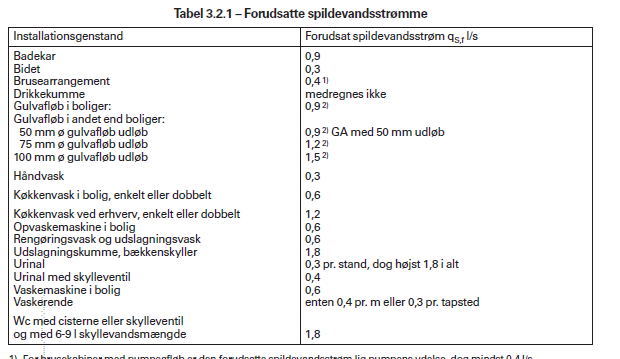 Tabel 3.2.1 – Forudsatte spildevandsstrømme
Installationsgenstand Forudsat spildevandsstrøm qS,f l/s
Badekar 0,9
Bidet 0,3
Brusearrangement 0,4 1)
Drikkekumme medregnes ikke
Gulvafløb i boliger: 0,9 2)
Gulvafløb i andet end boliger:
50 mm ø gulvafløb udløb 0,9 2) GA med 50 mm udløb
75 mm ø gulvafløb udløb 1,2 2)
100 mm ø gulvafløb udløb 1,5 2)
Håndvask 0,3
Køkkenvask i bolig, enkelt eller dobbelt 0,6
Køkkenvask ved erhverv, enkelt eller dobbelt 1,2
Opvaskemaskine i bolig 0,6
Rengøringsvask og udslagningsvask 0,6
Udslagningskumme, bækkenskyller 1,8
Urinal 0,3 pr. stand, dog højst 1,8 i alt
Urinal med skylleventil 0,4
Vaskemaskine i bolig 0,6
Vaskerende enten 0,4 pr. m eller 0,3 pr. tapsted
Wc med cisterne eller skylleventil
og med 6-9 l skyllevandsmængde 1,8
1) For brusekabiner med pumpeafløb er den forudsatte spildevandsstrøm lig pumpens ydelse, dog mindst 0,4 l/s